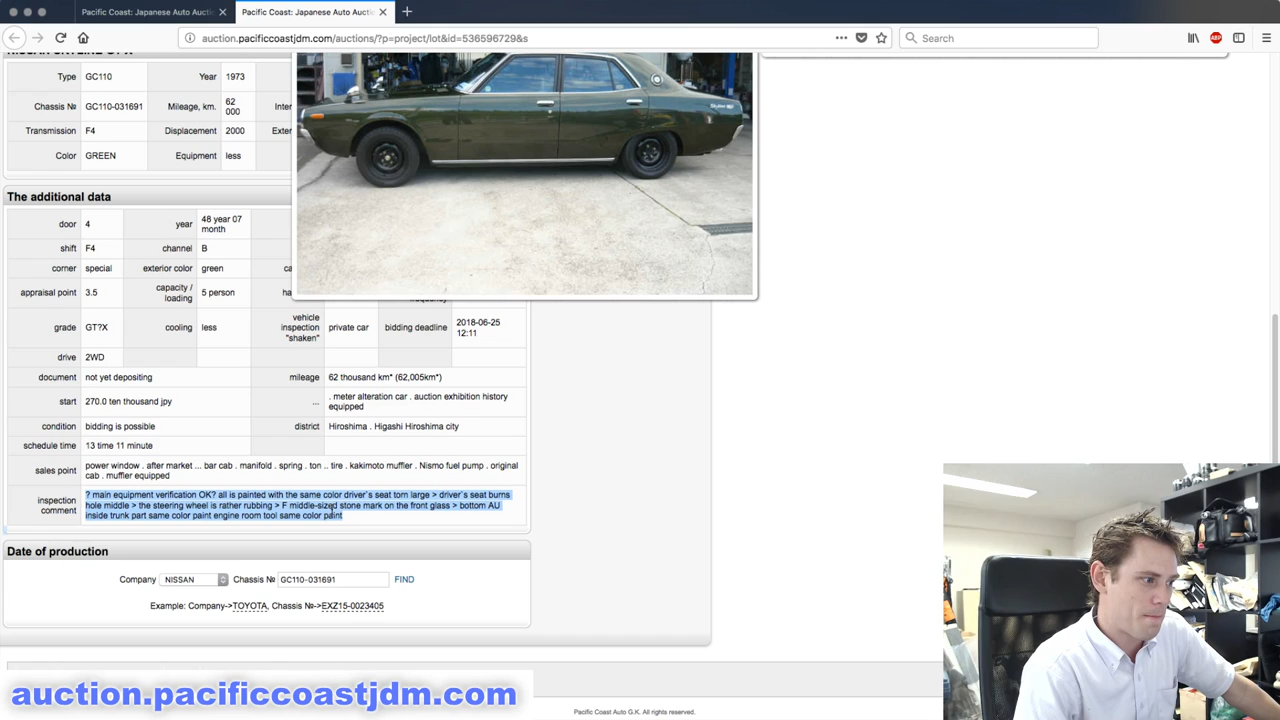 Pacific Coast: Japanese Auto Auctic
Pacific Coast: Japanese Auto Auctic
auction.pacificcoastjdm.com/auctions/?p=project/lot&id=536596729&s
Search
Type GC110 Year 1973
Chassis № GC110-031691 Mileage, km. 62 000 Inter
Transmission F4 Displacement 2000 Exter
Color GREEN Equipment less
The additional data
door 4 year 48 year 07 month
shift F4 channel B
corner special exterior color green ca
appraisal point 3.5 capacity / loading 5 person ha
grade GT?X cooling less vehicle inspection "shaken" private car bidding deadline 2018-06-25 12:11
drive 2WD
document not yet depositing mileage 62 thousand km* (62,005km*)
start 270.0 ten thousand jpy ... . meter alteration car . auction exhibition history
equipped
condition bidding is possible district Hiroshima . Higashi Hiroshima city
schedule time 13 time 11 minute
sales point power window . after market ... bar cab . manifold . spring . ton .. tire . kakimoto muffler . Nismo fuel pump . original
cab . muffler equipped
inspection comment ? main equipment verification OK? all is painted with the same color driver`s seat torn large > driver`s seat burns
hole middle > the steering wheel is rather rubbing > F middle-sized stone mark on the front glass > bottom AU
inside trunk part same color paint engine room tool same color paint
Date of production
Company NISSAN Chassis № GC110-031691 FIND
Example: Company->TOYOTA, Chassis №->EXZ15-0023405
auction.pacificcoastjdm.com
Pacific Coast Auto G.K. All rights reserved.